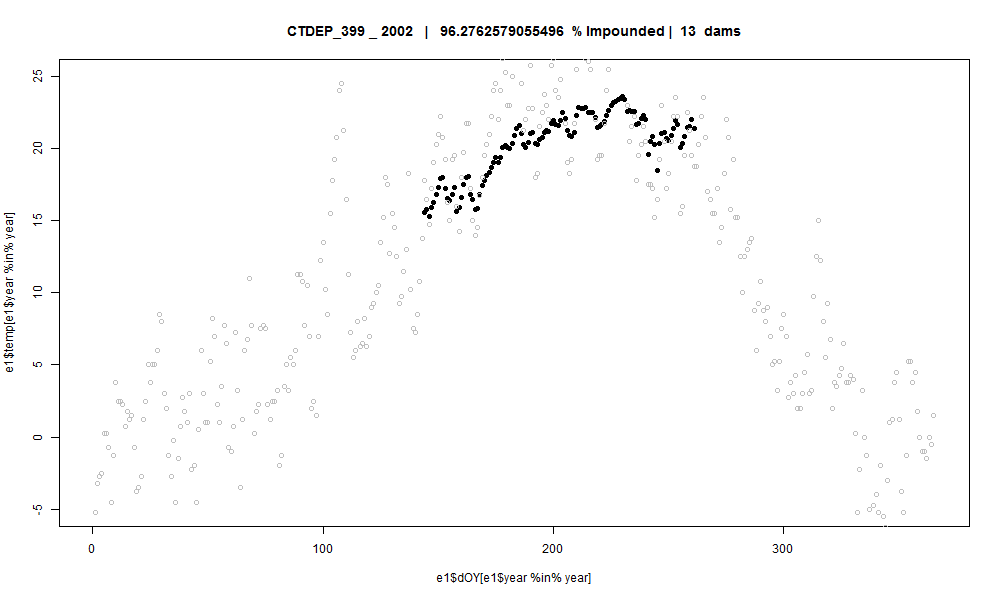 CTDEP_399 _ 2002 | 96.2762579055496 % Impounded | 13 dams
e1$temp[e1$year %in% year]
25
20
15
10
5
0
-5
0 100 200 300
e1$dOY[e1$year %in% year]